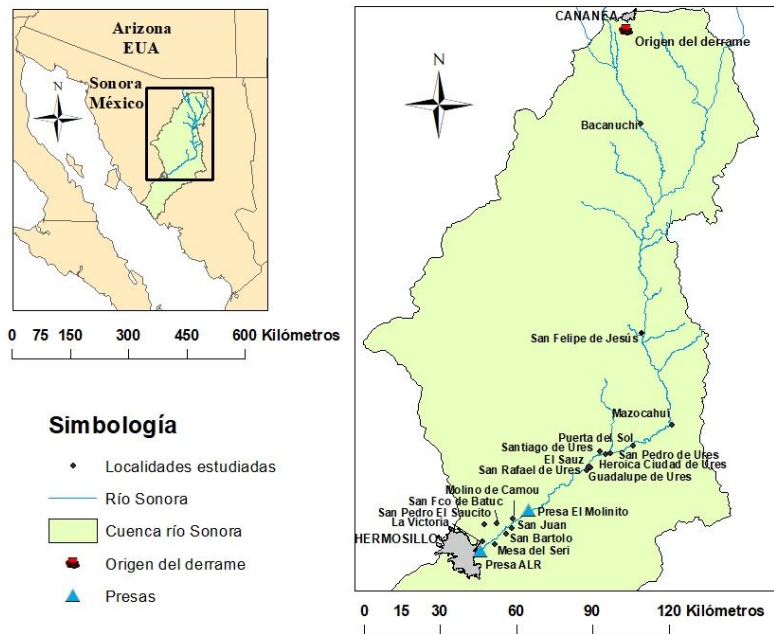 Arizona
EUA
Sonora
México
N
0 75 150 300 450 600 Kilómetros
Simbología
Localidades estudiadas
Río Sonora
Cuenca río Sonora
Origen del derrame
Presas
CANANEA
Origen del derrame
N
Bacanuchi
San Felipe de Jesús
Mazocahui
Puerta del Sol
Santiago de Ures
San Pedro de Ures
El Sauz
Heroica Ciudad de Ures
San Rafael de Ures
Guadalupe de Ures
Molino de Camou
San Fco de Batuc
Presa El Molinito
San Pedro El Saucito
La Victoria
San Juan
HERMOSILLO
San Bartolo
Mesa del Seri
Presa ALR
0 15 30 60 90 120 Kilómetros